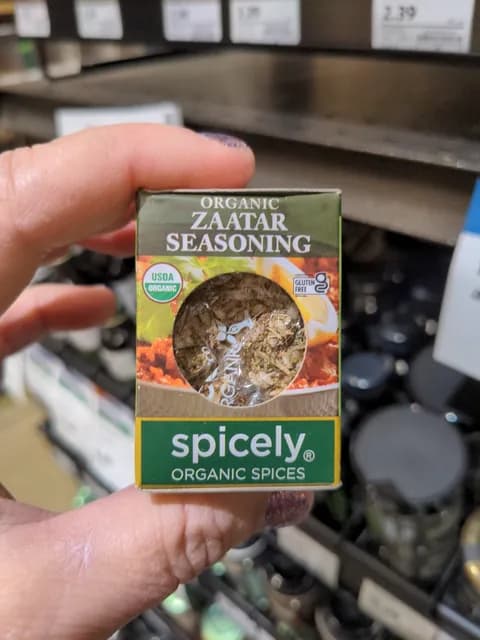 2.39
ORGANIC
ZAATAR
SEASONING
USDA
ORGANIC
GLUTEN
FREE
spicely®
ORGANIC SPICES